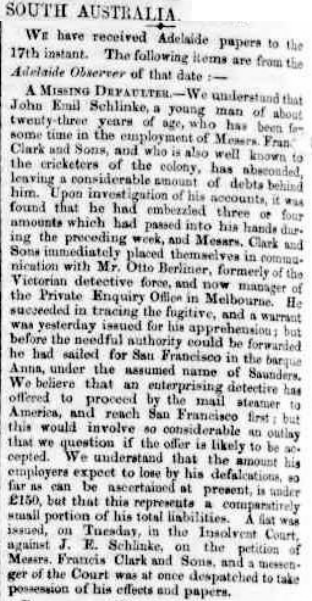 SOUTH AUSTRALIA.
WE have received Adelaide papers to the
17th instant. The following items are from the
Adelaide Observer of that date :—
A MISSING DEFAULTER.—We understand that
John Emil Schlinke, a young man of about
twenty-three years of age, who has been for
some time in the employment of Messrs. Fran.
Clark and Sons, and who is also well known to
the cricketers of the colony, has absconded,
leaving a considerable amount of debts behind
him. Upon investigation of his accounts, it was
found that he had embezzled three or four
amounts which had passed into his hands dur-
ing the preceding week, and Messrs. Clark and
Sons immediately placed themselves in commu-
nication with Mr. Otto Berliner, formerly of the
Victorian detective force, and now manager of
the Private Enquiry Office in Melbourne. He
succeeded in tracing the fugitive, and a warrant
was yesterday issued for his apprehension; but
before the needful authority could be forwarded
he had sailed for San Francisco in the barque
Anna, under the assumed name of Saunders.
We believe that an enterprising detective has
offered to proceed by the mail steamer to
America, and reach San Francisco first; but
this would involve so considerable an outlay
that we question if the offer is likely to be ac-
cepted. We understand that the amount his
employers expect to lose by his defalcations, so
far as can be ascertained at present, is under
£150, but that this represents a comparatively
small portion of his total liabilities. A fiat was
issued, on Tuesday, in the Insolvent Court,
against J. E. Schlinke, on the petition of
Messrs. Francis Clark and Sons, and a messen-
ger of the Court was at once despatched to take
possession of his effects and papers.